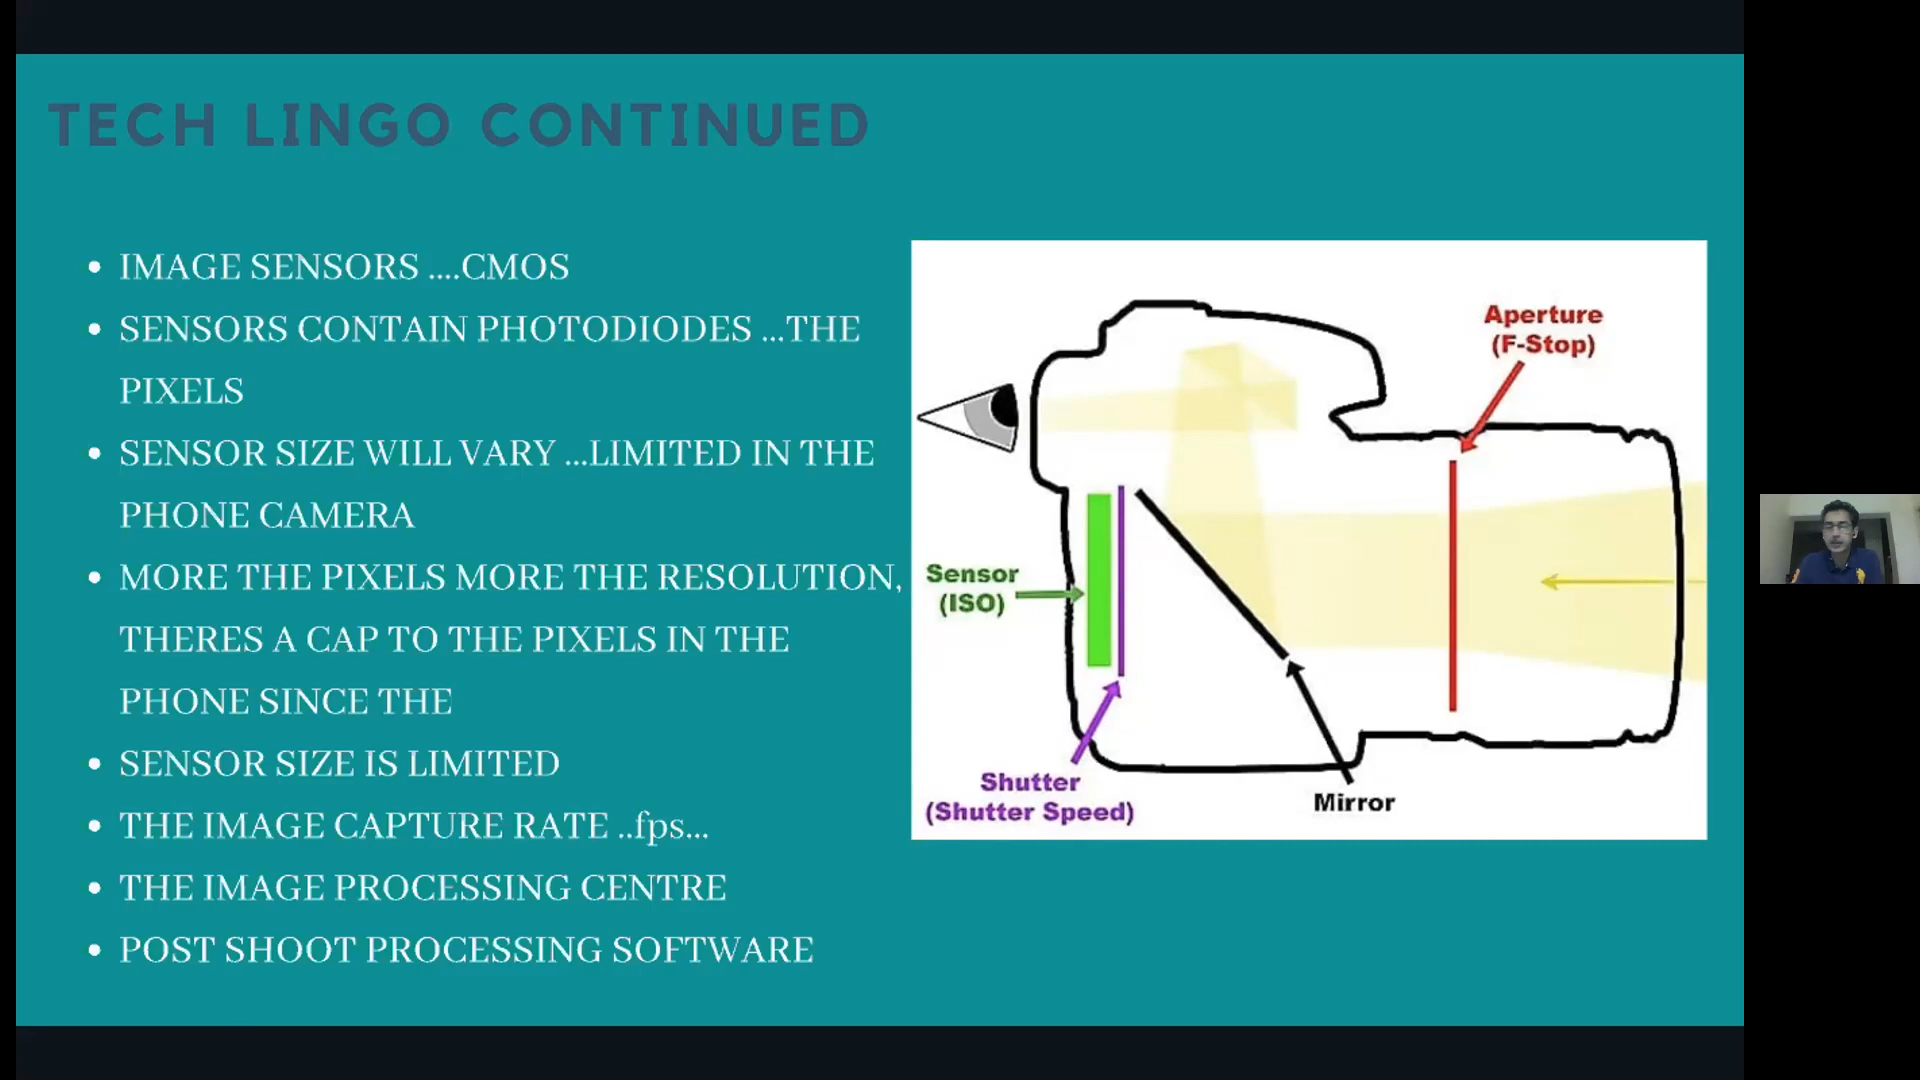 TECH LINGO CONTINUED
IMAGE SENSORS ....CMOS
SENSORS CONTAIN PHOTODIODES ...THE
PIXELS
SENSOR SIZE WILL VARY ...LIMITED IN THE
PHONE CAMERA
MORE THE PIXELS MORE THE RESOLUTION,
THERES A CAP TO THE PIXELS IN THE
PHONE SINCE THE
SENSOR SIZE IS LIMITED
THE IMAGE CAPTURE RATE ..fps...
THE IMAGE PROCESSING CENTRE
POST SHOOT PROCESSING SOFTWARE
Aperture
(F-Stop)
Sensor
(ISO)
Shutter
(Shutter Speed)
Mirror